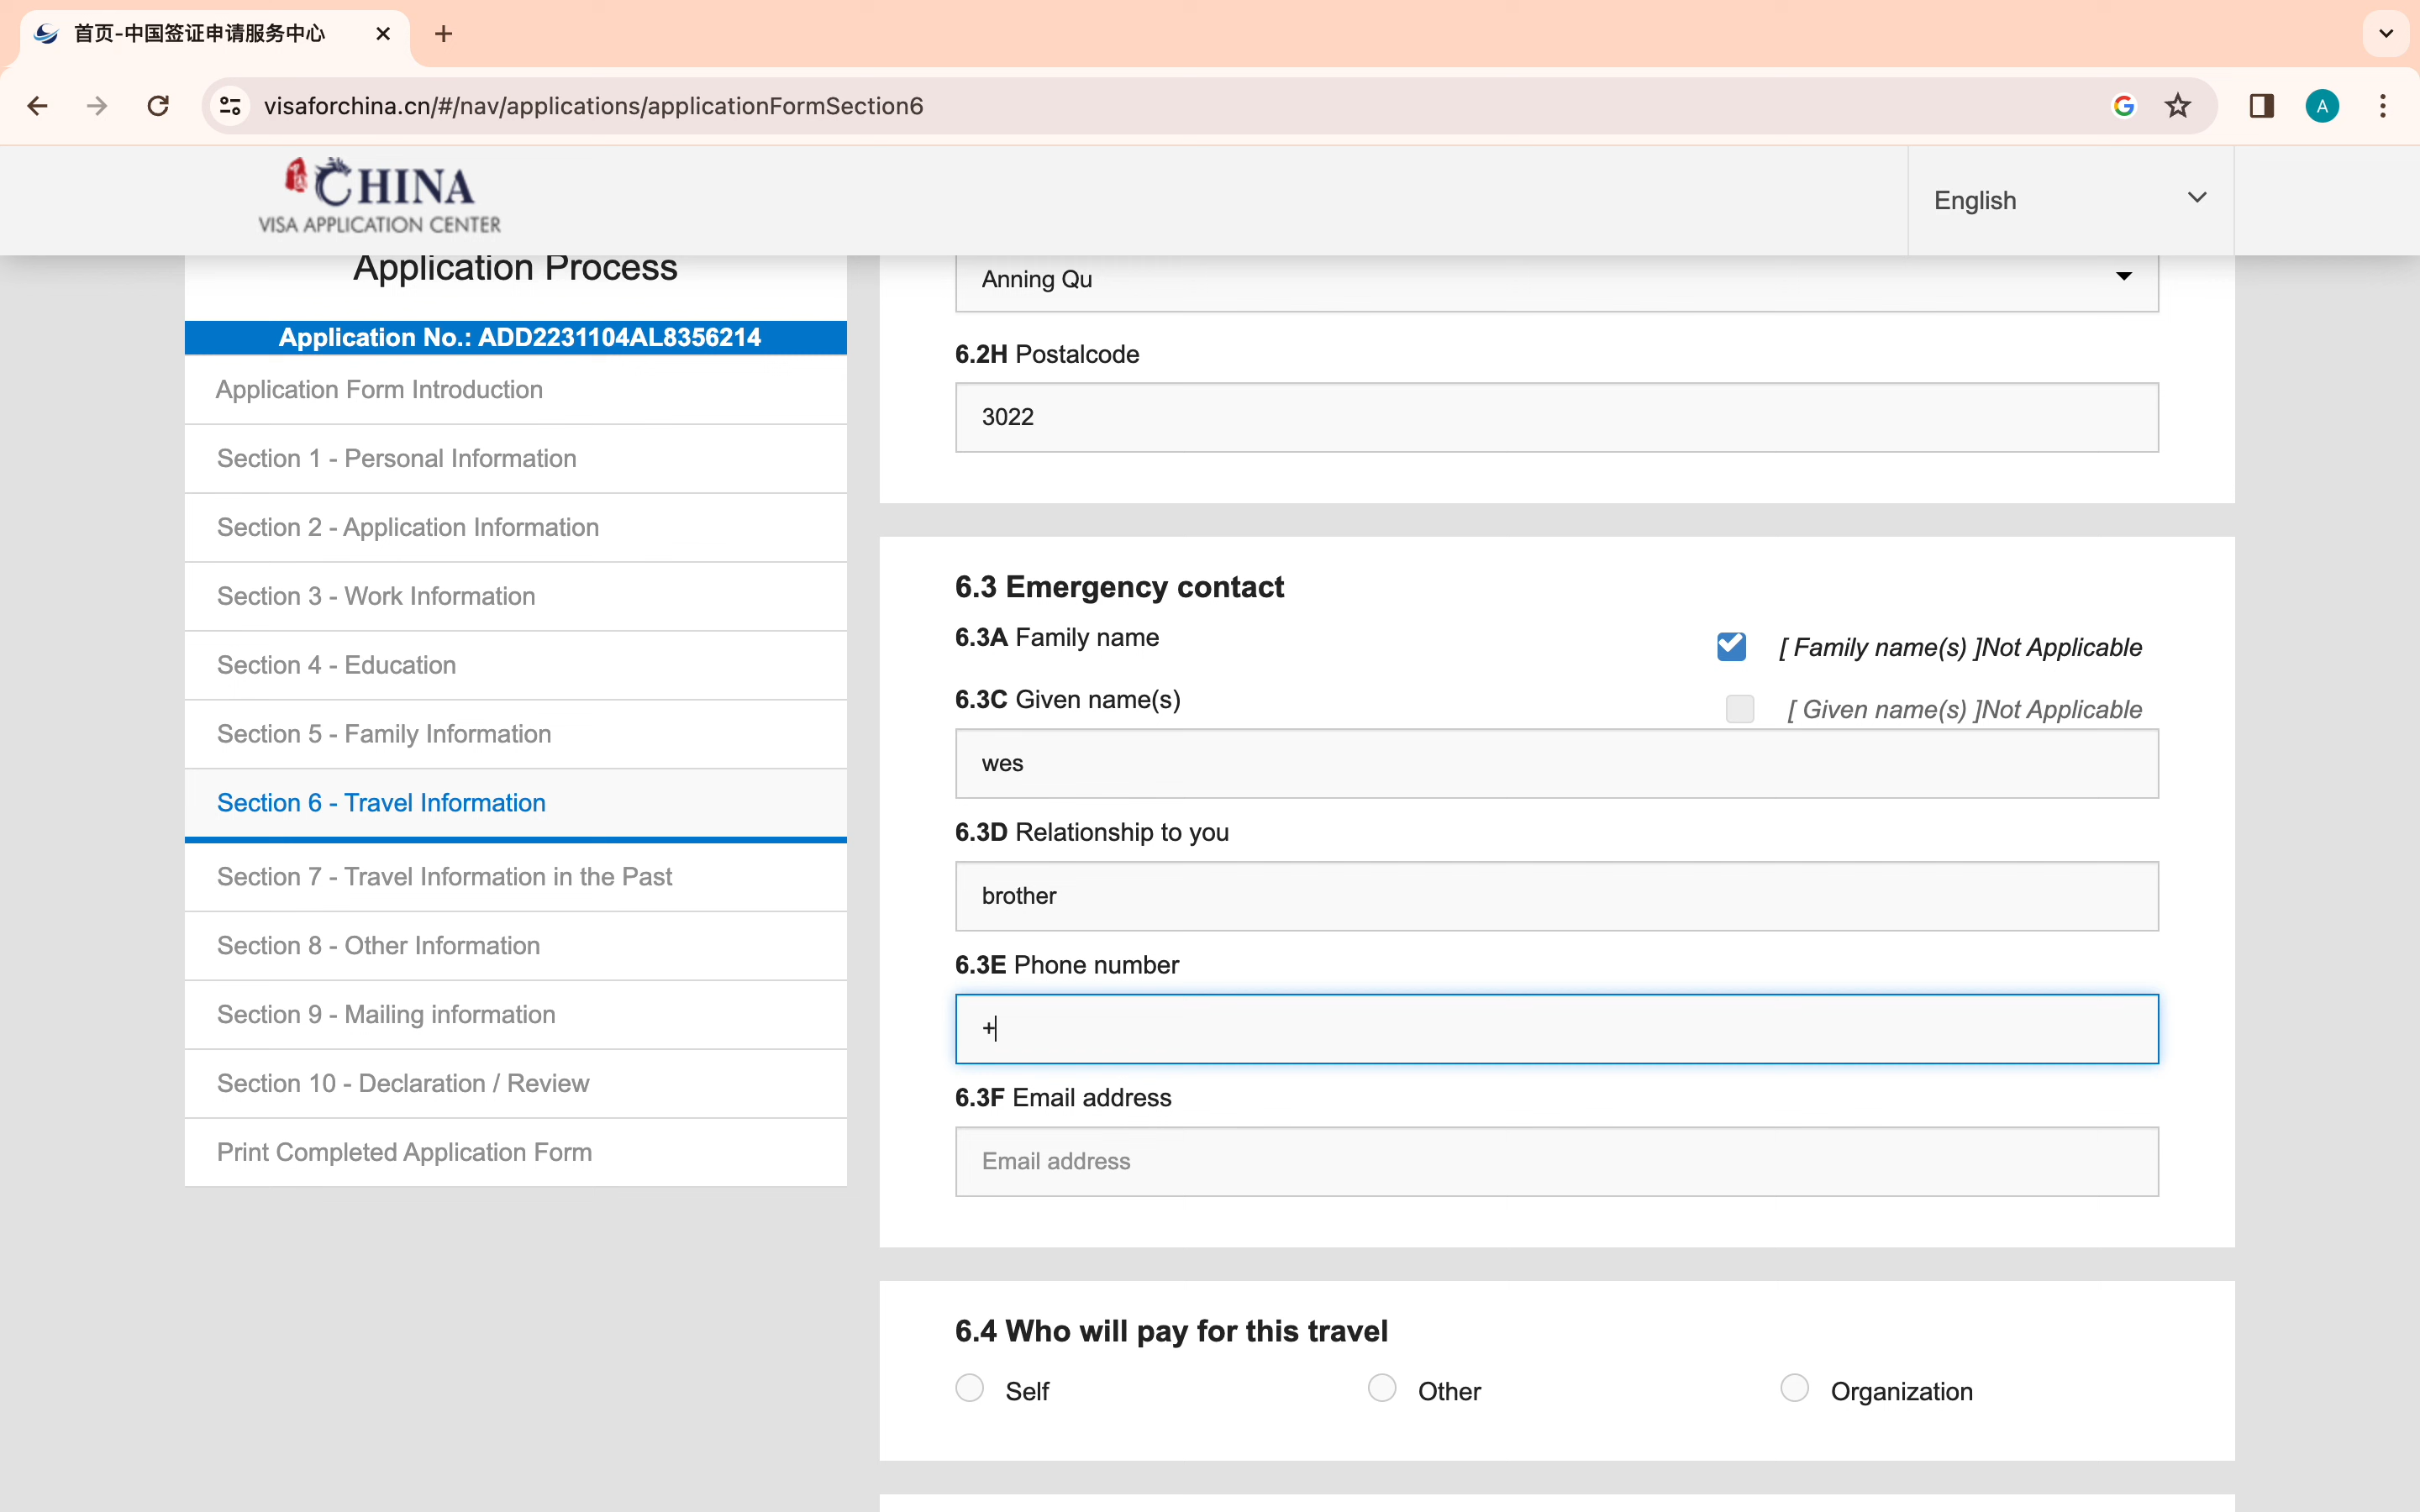 首页-中国签证申请服务中心
visaforchina.cn/#/nav/applications/applicationFormSection6
A
CHINA
VISA APPLICATION CENTER
English
Application Process
Application No.: ADD2231104AL8356214
Application Form Introduction
Section 1 - Personal Information
Section 2 - Application Information
Section 3 - Work Information
Section 4 - Education
Section 5 - Family Information
Section 6 - Travel Information
Section 7 - Travel Information in the Past
Section 8 - Other Information
Section 9 - Mailing information
Section 10 - Declaration / Review
Print Completed Application Form
Anning Qu
6.2H Postalcode
3022
6.3 Emergency contact
6.3A Family name
[ Family name(s) ]Not Applicable
6.3C Given name(s)
[ Given name(s) ]Not Applicable
wes
6.3D Relationship to you
brother
6.3E Phone number
+
6.3F Email address
Email address
6.4 Who will pay for this travel
Self
Other
Organization